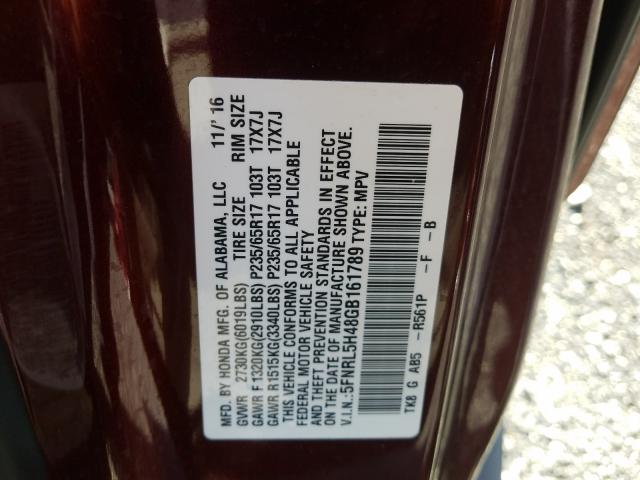 MFD. BY HONDA MFG. OF ALABAMA, LLC 11/' 16
GVWR 2730KG(6019LBS) TIRE SIZE RIM SIZE
GAWR F 1320KG(2910LBS) P235/65R17 103T 17X7J
GAWR R1515KG(3340LBS) P235/65R17 103T 17X7J
THIS VEHICLE CONFORMS TO ALL APPLICABLE
FEDERAL MOTOR VEHICLE SAFETY
AND THEFT PREVENTION STANDARDS IN EFFECT
ON THE DATE OF MANUFACTURE SHOWN ABOVE.
V.I.N.:5FNRL5H48GB161789 TYPE: MPV
TK8 G AB5 -R561P -F -B